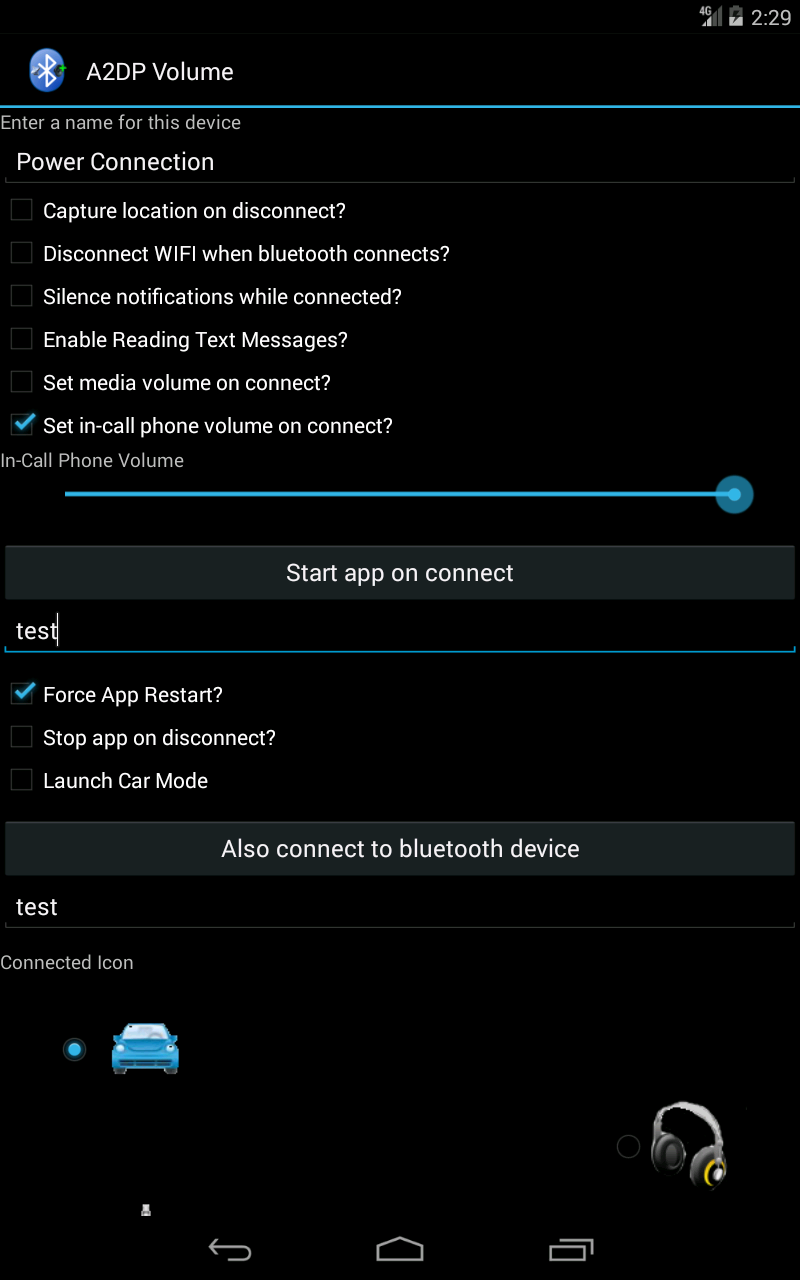 4G 2:29
A2DP Volume
Enter a name for this device
Power Connection
Capture location on disconnect?
Disconnect WIFI when bluetooth connects?
Silence notifications while connected?
Enable Reading Text Messages?
Set media volume on connect?
Set in-call phone volume on connect?
In-Call Phone Volume
Start app on connect
test
Force App Restart?
Stop app on disconnect?
Launch Car Mode
Also connect to bluetooth device
test
Connected Icon